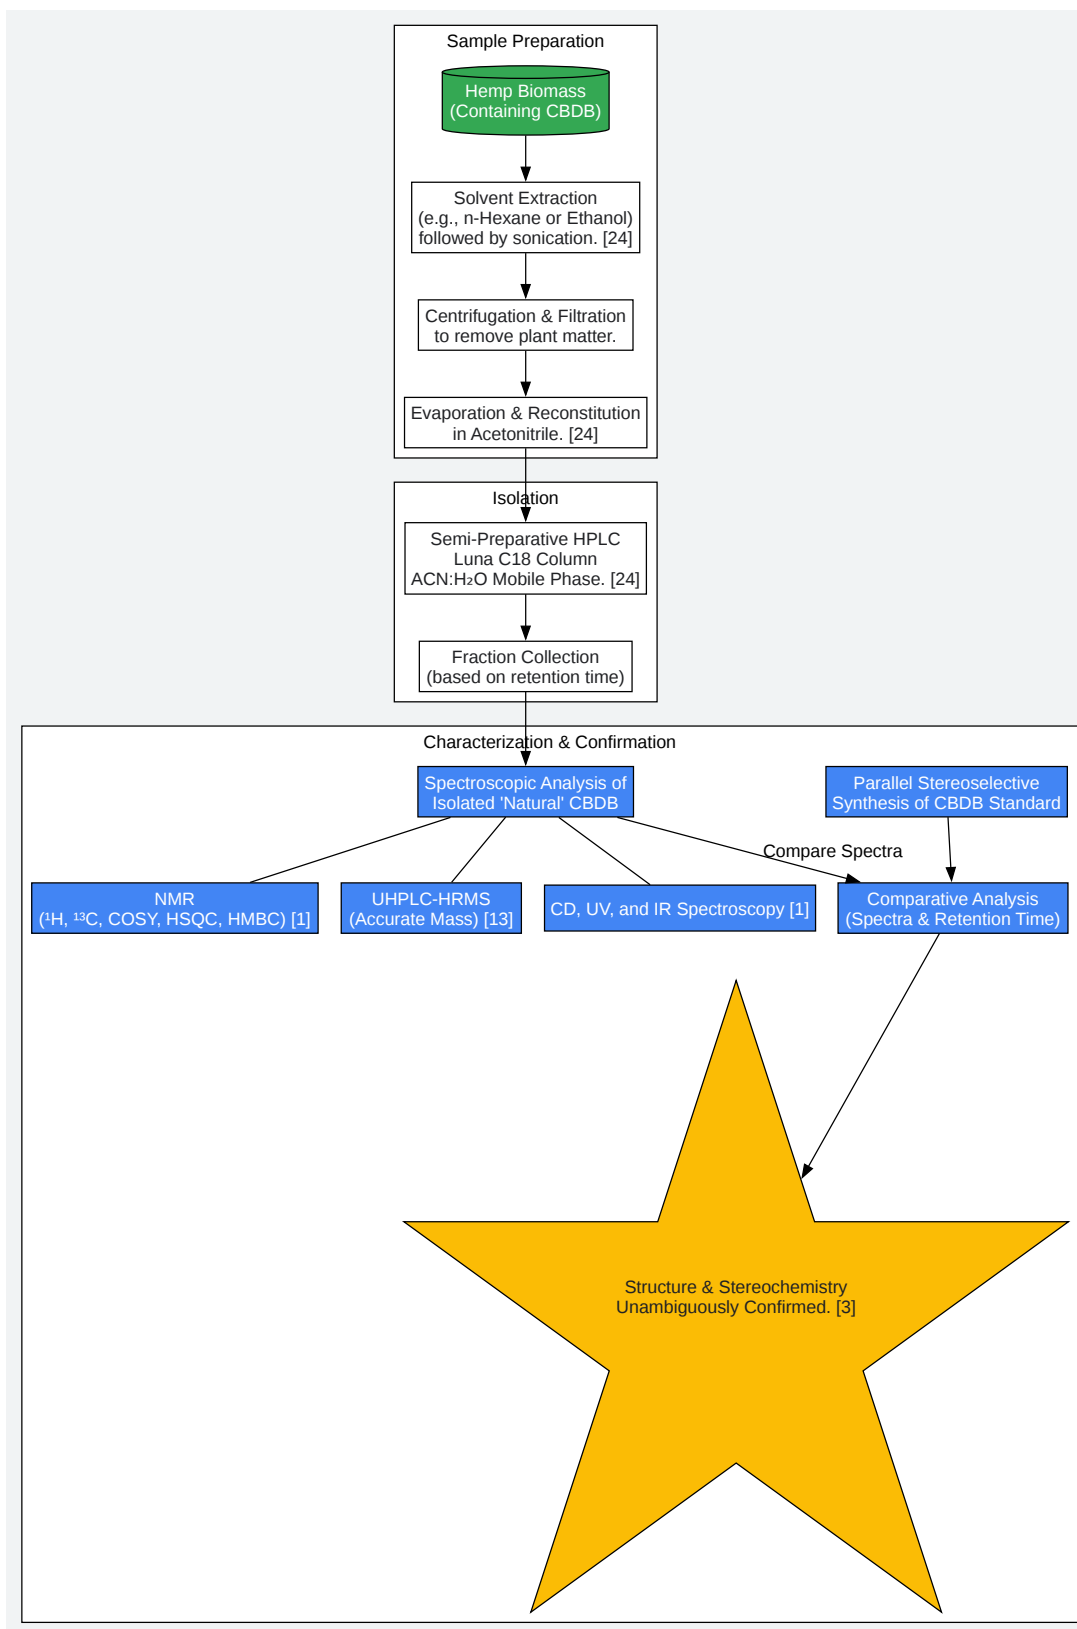 Sample Preparation
Hemp Biomass
(Containing CBDB)
Solvent Extraction
(e.g., n-Hexane or Ethanol)
followed by sonication. [24]
Centrifugation & Filtration
to remove plant matter.
Evaporation & Reconstitution
in Acetonitrile. [24]
Isolation
Semi-Preparative HPLC
Luna C18 Column
ACN:H₂O Mobile Phase. [24]
Fraction Collection
(based on retention time)
Characterization & Confirmation
Spectroscopic Analysis of
Isolated 'Natural' CBDB
Parallel Stereoselective
Synthesis of CBDB Standard
Compare Spectra
NMR
(¹H, ¹³C, COSY, HSQC, HMBC) [1]
UHPLC-HRMS
(Accurate Mass) [13]
CD, UV, and IR Spectroscopy [1]
Comparative Analysis
(Spectra & Retention Time)
Structure & Stereochemistry
Unambiguously Confirmed. [3]